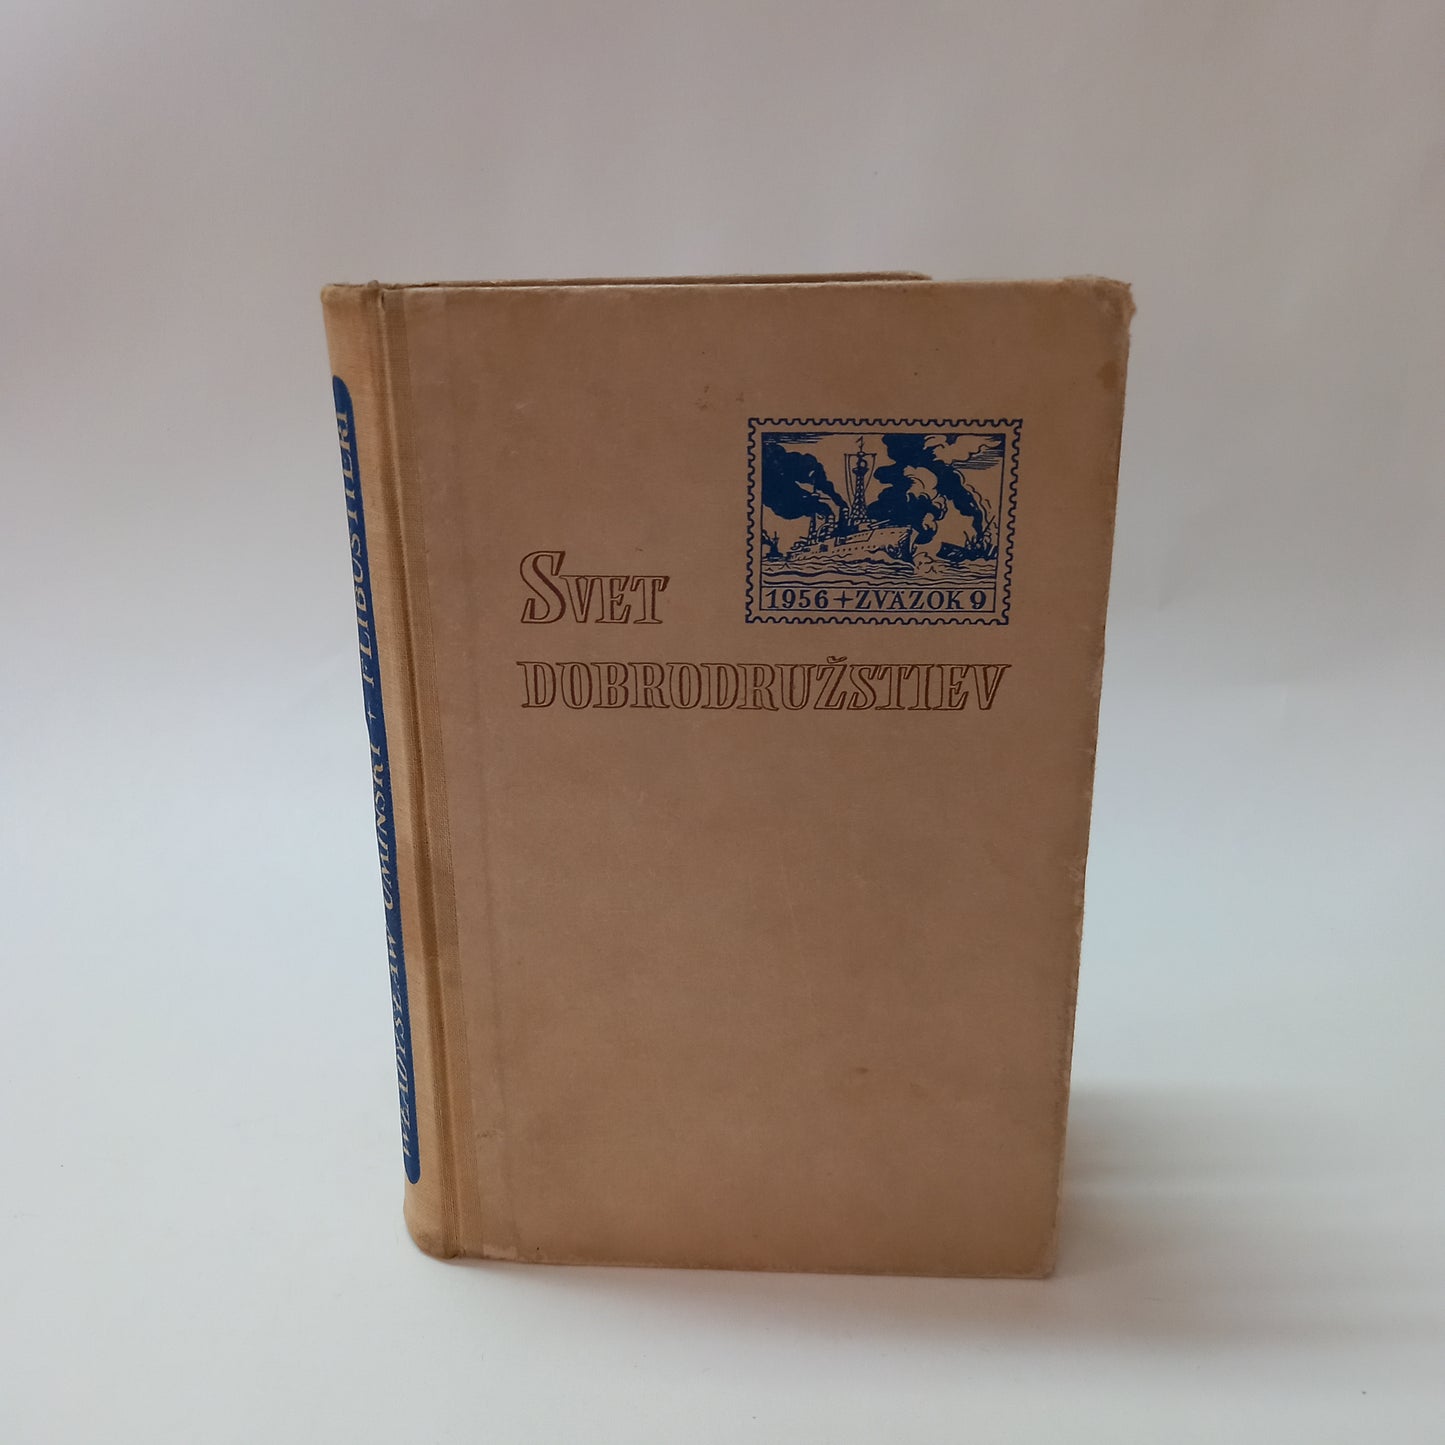 WŁADYSŁAW UMIŃSKI + FLIBUSTIERI
SVET
1956 + ZVÄZOK 9
DOBRODRUŽSTIEV